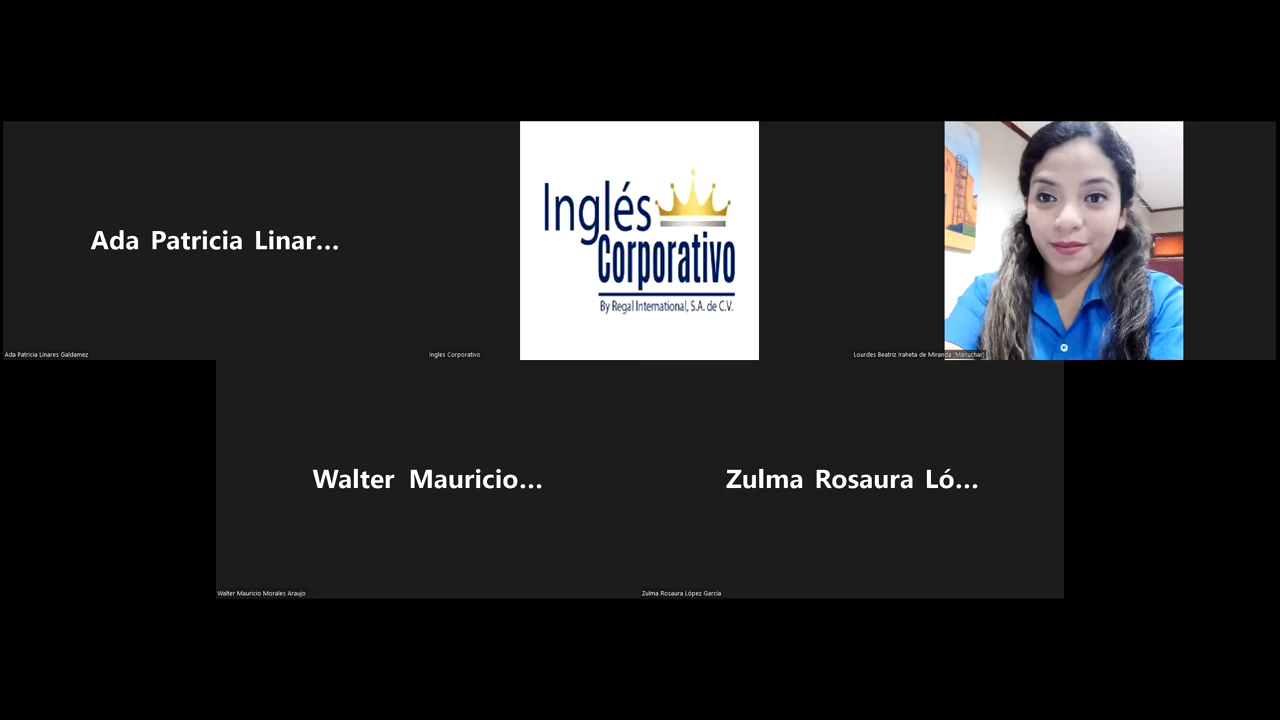 Ada Patricia Linar...
Inglés
Corporativo
By Regal International, S.A. de C.V.
Ada Patricia Linares Galdamez
Ingles Corporativo
Lourdes Beatriz Iraheta de Miranda (Manuchar)
Walter Mauricio...
Zulma Rosaura Ló...
Walter Mauricio Morales Araujo
Zulma Rosaura López García